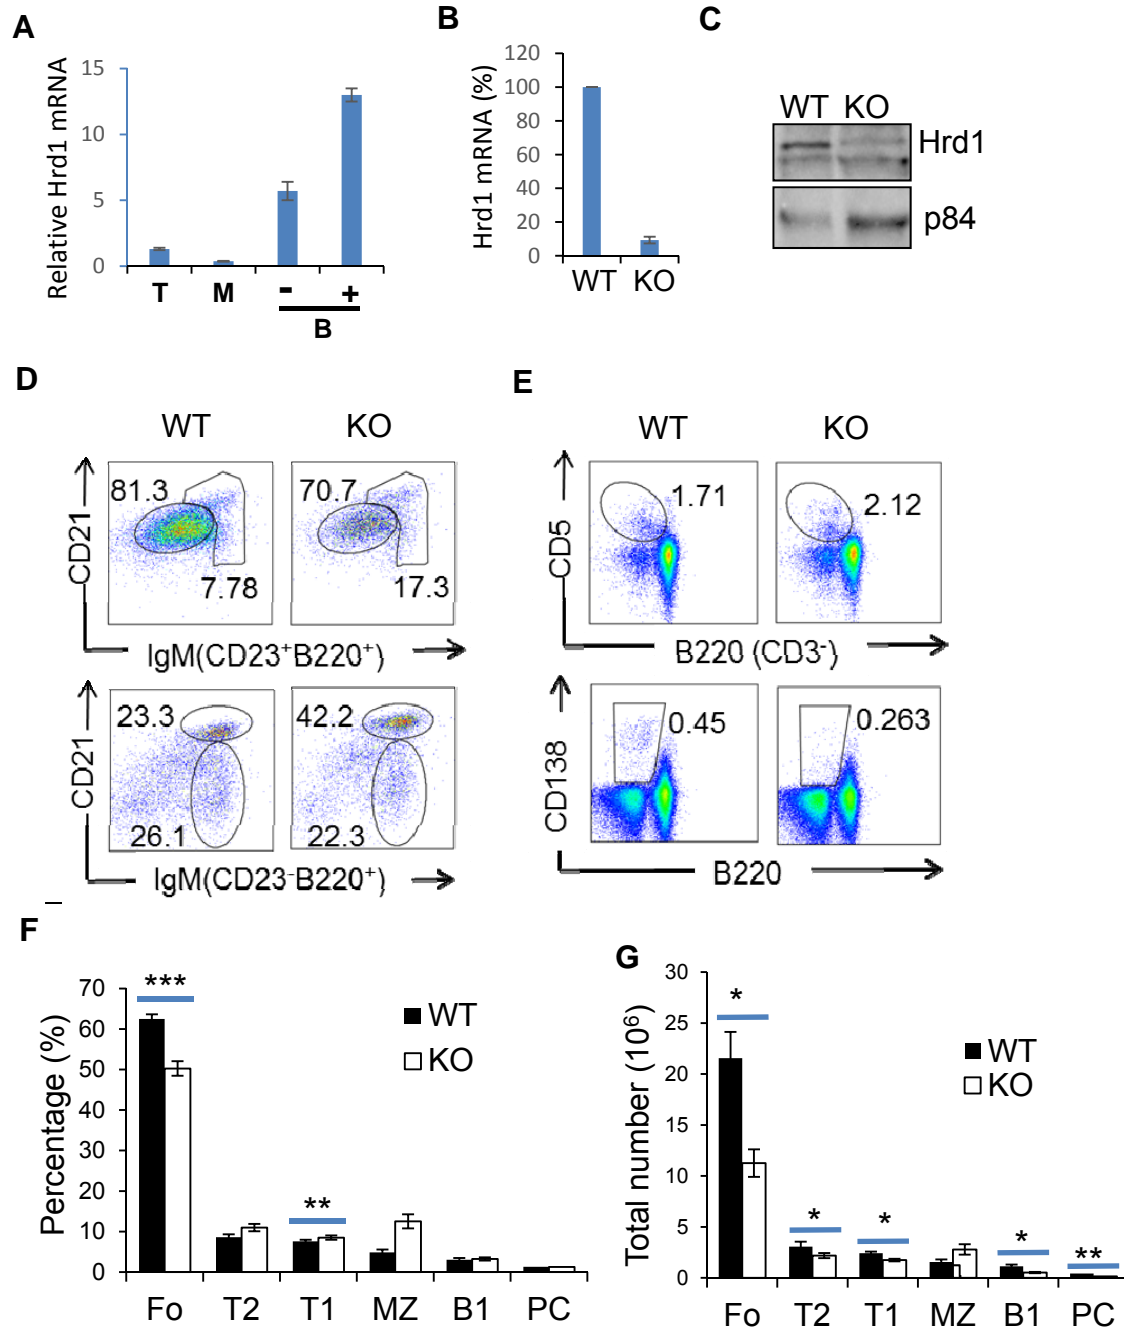 A
Relative Hrd1 mRNA
15
10
5
0
T M - +
B
B
Hrd1 mRNA (%)
120
100
80
60
40
20
0
WT KO
C
WT KO
Hrd1
p84
D
WT KO
CD21
81.3
7.78
70.7
17.3
IgM(CD23⁺B220⁺)
CD21
23.3
26.1
42.2
22.3
IgM(CD23⁻B220⁺)
E
WT KO
CD5
1.71
2.12
B220 (CD3⁻)
CD138
0.45
0.263
B220
F
Percentage (%)
70
60
50
40
30
20
10
0
***
**
WT
KO
Fo T2 T1 MZ B1 PC
G
Total number (10⁶)
30
25
20
15
10
5
0
*
*
*
*
**
WT
KO
Fo T2 T1 MZ B1 PC